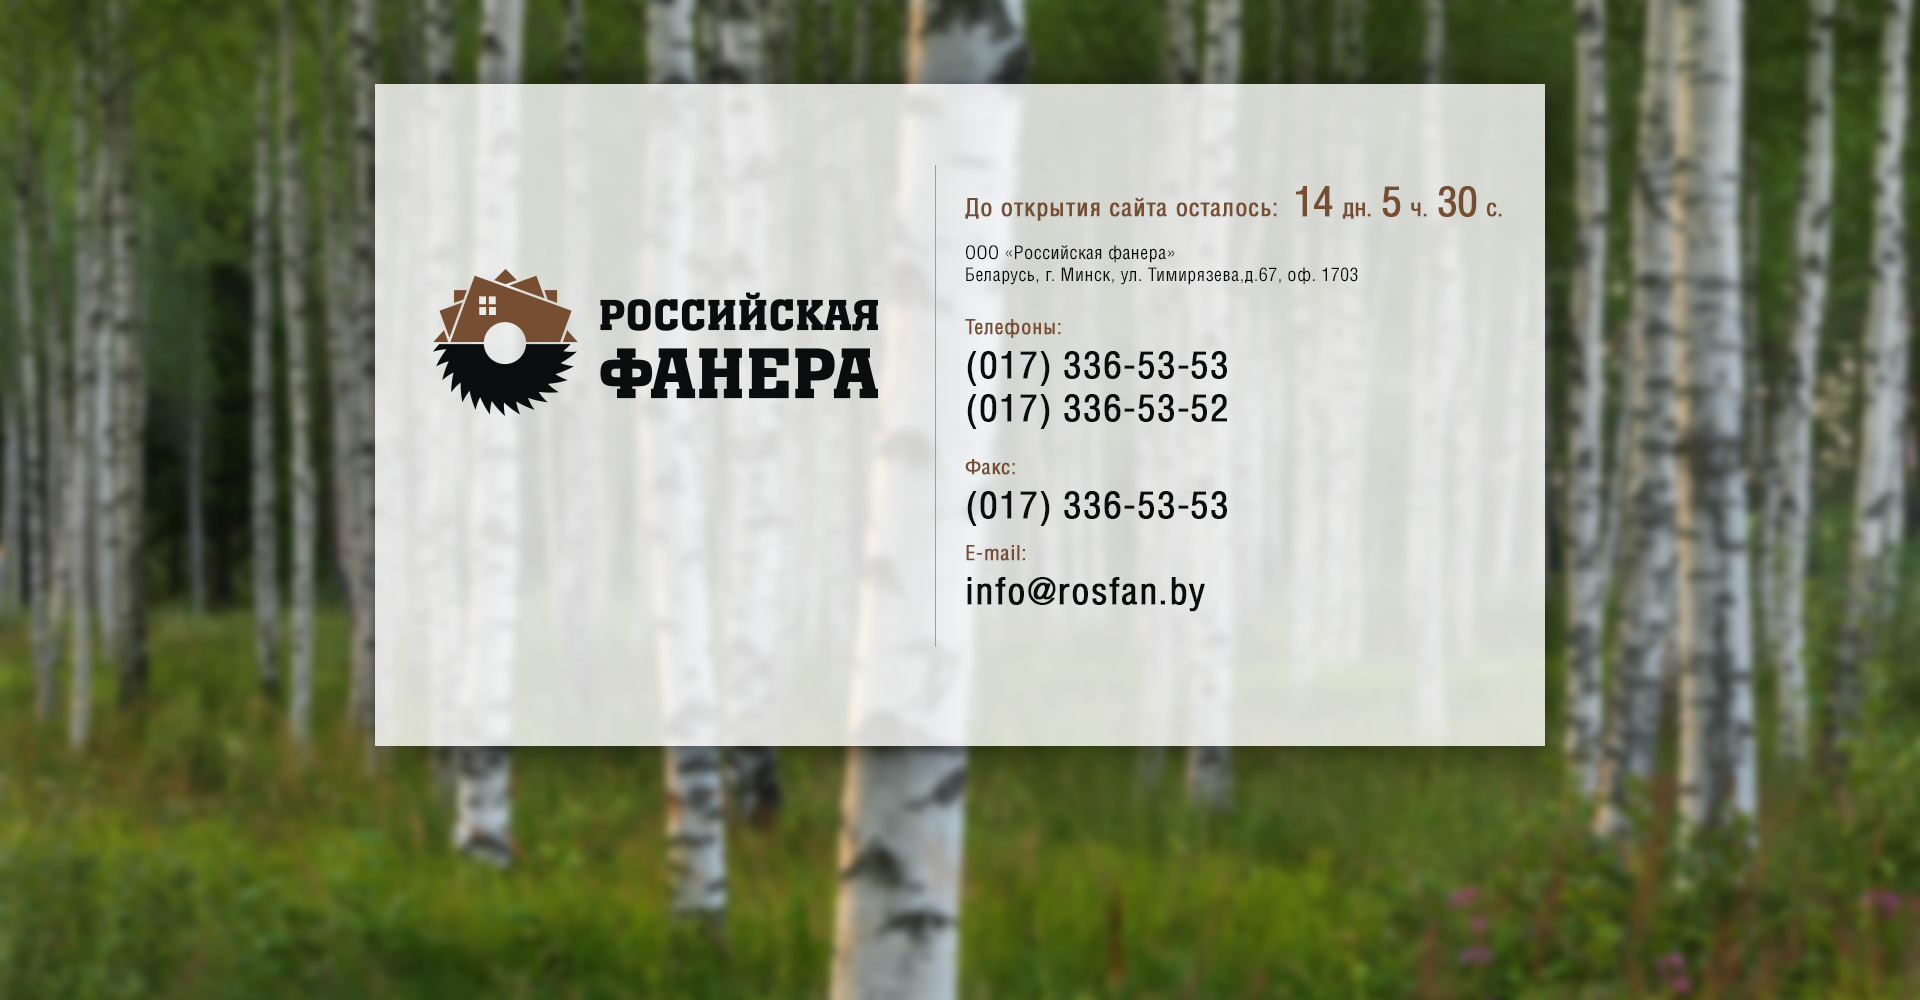 РОССИЙСКАЯ
ФАНЕРА
До открытия сайта осталось: 14 дн. 5 ч. 30 с.
ООО «Российская фанера»
Беларусь, г. Минск, ул. Тимирязева,д.67, оф. 1703
Телефоны:
(017) 336-53-53
(017) 336-53-52
Факс:
(017) 336-53-53
E-mail:
info@rosfan.by